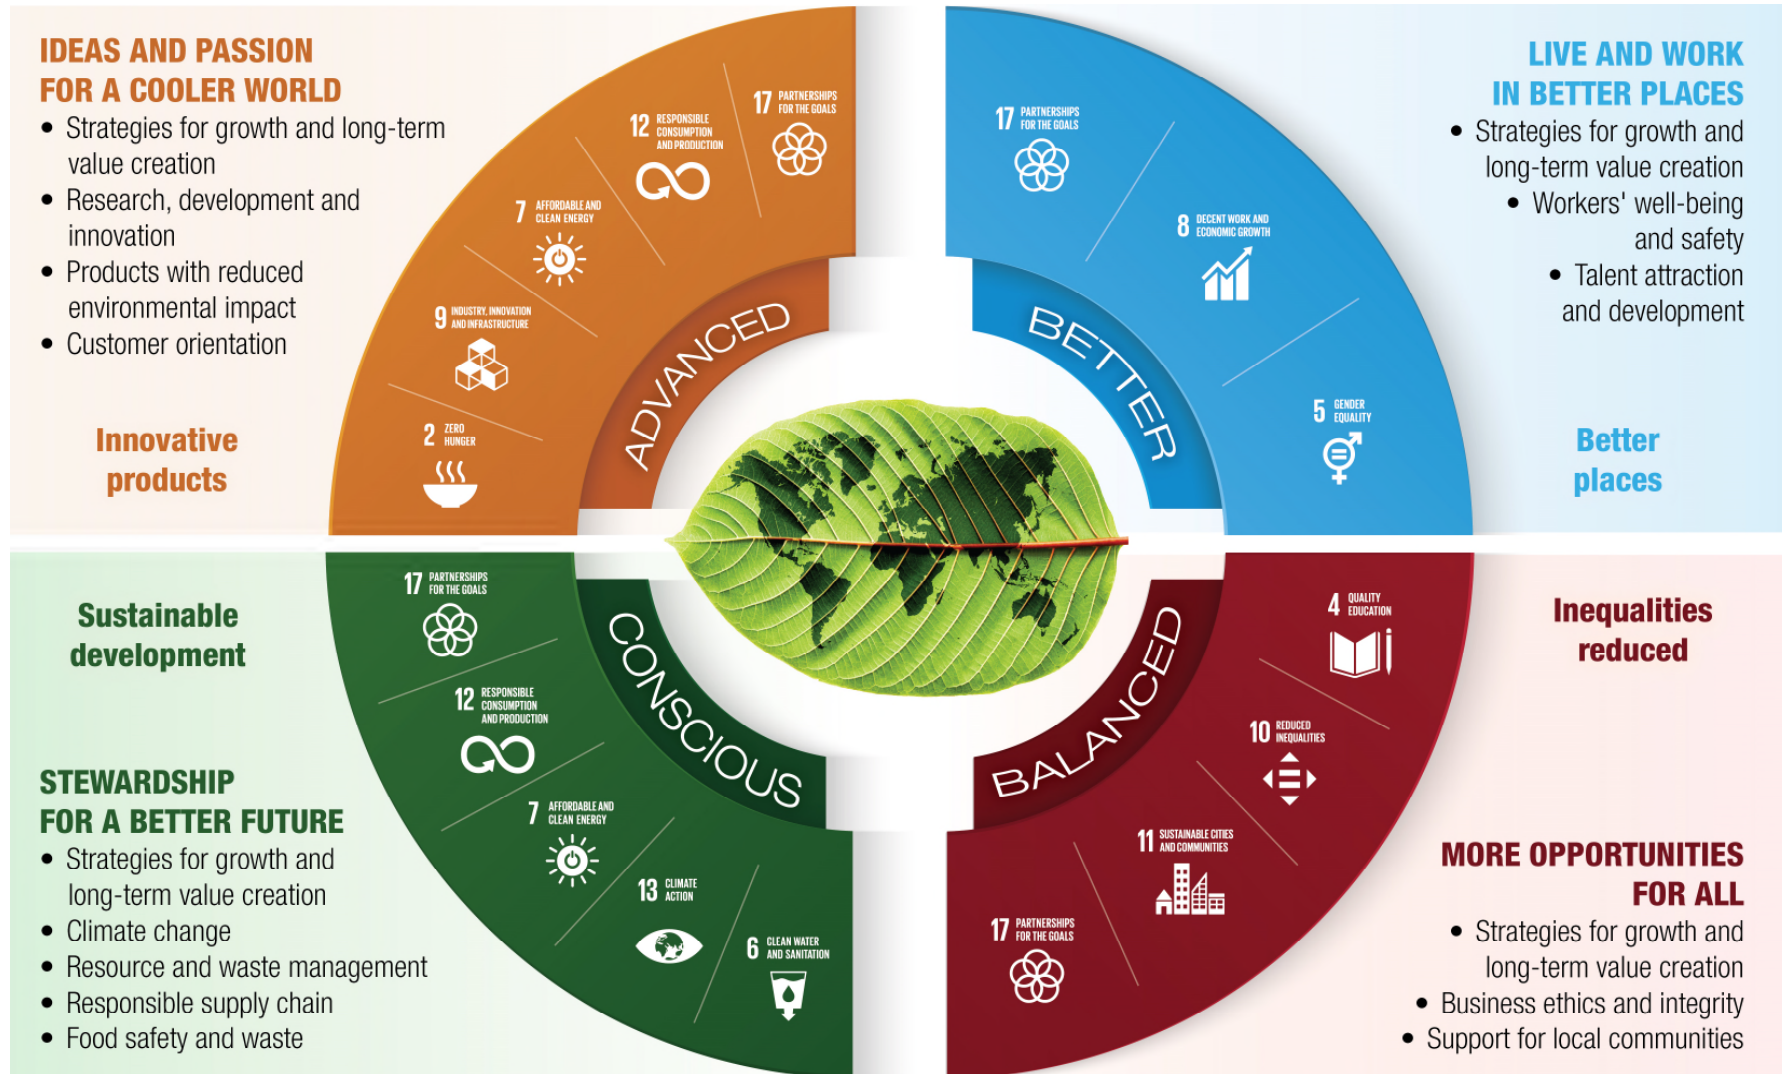 IDEAS AND PASSION
FOR A COOLER WORLD
• Strategies for growth and long-term
value creation
• Research, development and
innovation
• Products with reduced
environmental impact
• Customer orientation
Innovative
products
2 ZERO
HUNGER
9 INDUSTRY, INNOVATION
AND INFRASTRUCTURE
7 AFFORDABLE AND
CLEAN ENERGY
12 RESPONSIBLE
CONSUMPTION
AND PRODUCTION
17 PARTNERSHIPS
FOR THE GOALS
ADVANCED
LIVE AND WORK
IN BETTER PLACES
• Strategies for growth and
long-term value creation
• Workers' well-being
and safety
• Talent attraction
and development
Better
places
17 PARTNERSHIPS
FOR THE GOALS
8 DECENT WORK AND
ECONOMIC GROWTH
5 GENDER
EQUALITY
BETTER
Sustainable
development
STEWARDSHIP
FOR A BETTER FUTURE
• Strategies for growth and
long-term value creation
• Climate change
• Resource and waste management
• Responsible supply chain
• Food safety and waste
17 PARTNERSHIPS
FOR THE GOALS
12 RESPONSIBLE
CONSUMPTION
AND PRODUCTION
7 AFFORDABLE AND
CLEAN ENERGY
13 CLIMATE
ACTION
6 CLEAN WATER
AND SANITATION
CONSCIOUS
Inequalities
reduced
4 QUALITY
EDUCATION
10 REDUCED
INEQUALITIES
11 SUSTAINABLE CITIES
AND COMMUNITIES
17 PARTNERSHIPS
FOR THE GOALS
BALANCED
MORE OPPORTUNITIES
FOR ALL
• Strategies for growth and
long-term value creation
• Business ethics and integrity
• Support for local communities